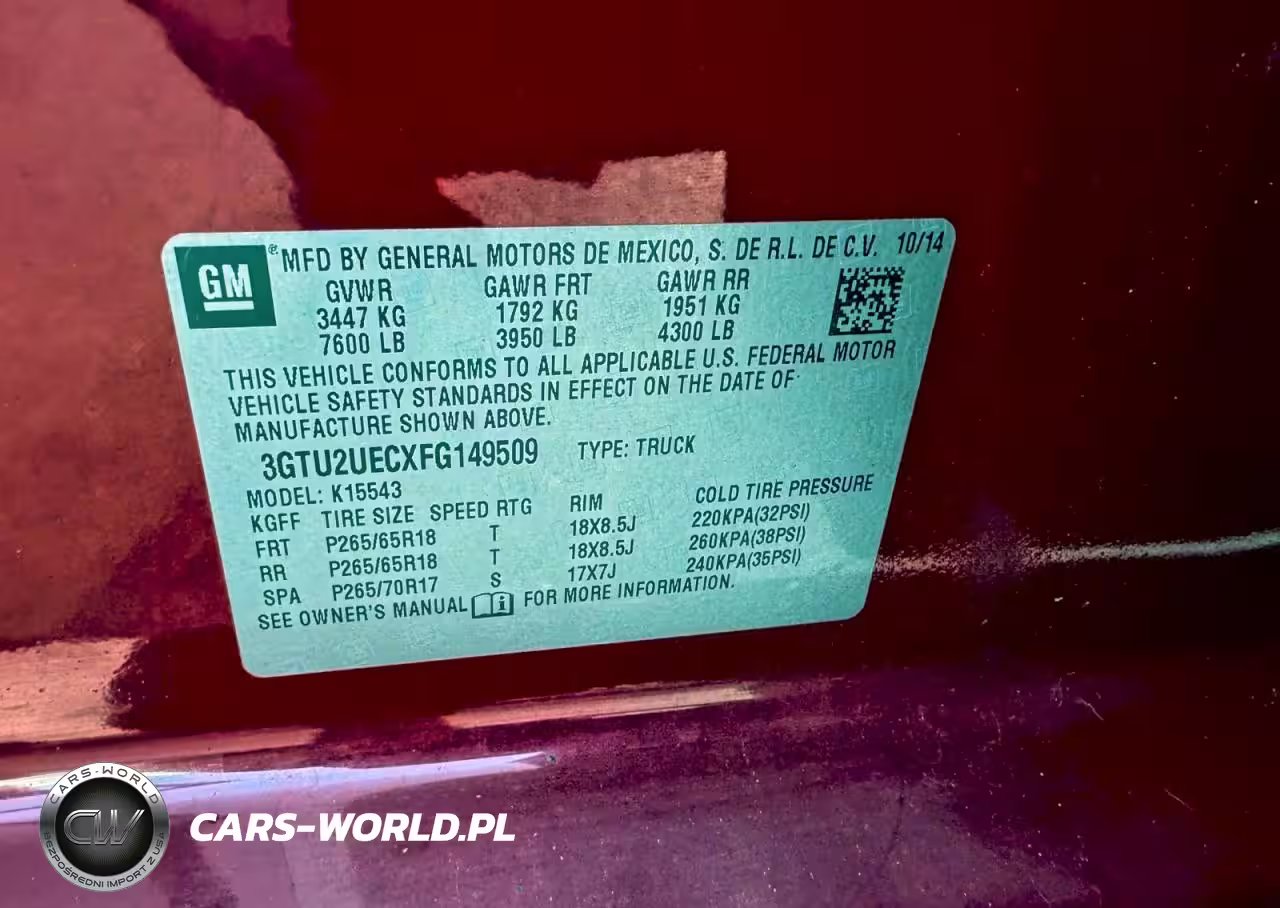 GM® MFD BY GENERAL MOTORS DE MEXICO, S. DE R.L. DE C.V. 10/14
GVWR GAWR FRT GAWR RR
3447 KG 1792 KG 1951 KG
7600 LB 3950 LB 4300 LB
THIS VEHICLE CONFORMS TO ALL APPLICABLE U.S. FEDERAL MOTOR
VEHICLE SAFETY STANDARDS IN EFFECT ON THE DATE OF
MANUFACTURE SHOWN ABOVE.
3GTU2UECXFG149509 TYPE: TRUCK
MODEL: K15543
KGFF TIRE SIZE SPEED RTG RIM COLD TIRE PRESSURE
FRT P265/65R18 T 18X8.5J 220KPA(32PSI)
RR P265/65R18 T 18X8.5J 260KPA(38PSI)
SPA P265/70R17 S 17X7J 240KPA(35PSI)
SEE OWNER'S MANUAL FOR MORE INFORMATION.
CARS-WORLD
CW
BEZPOŚREDNI IMPORT Z USA
CARS-WORLD.PL